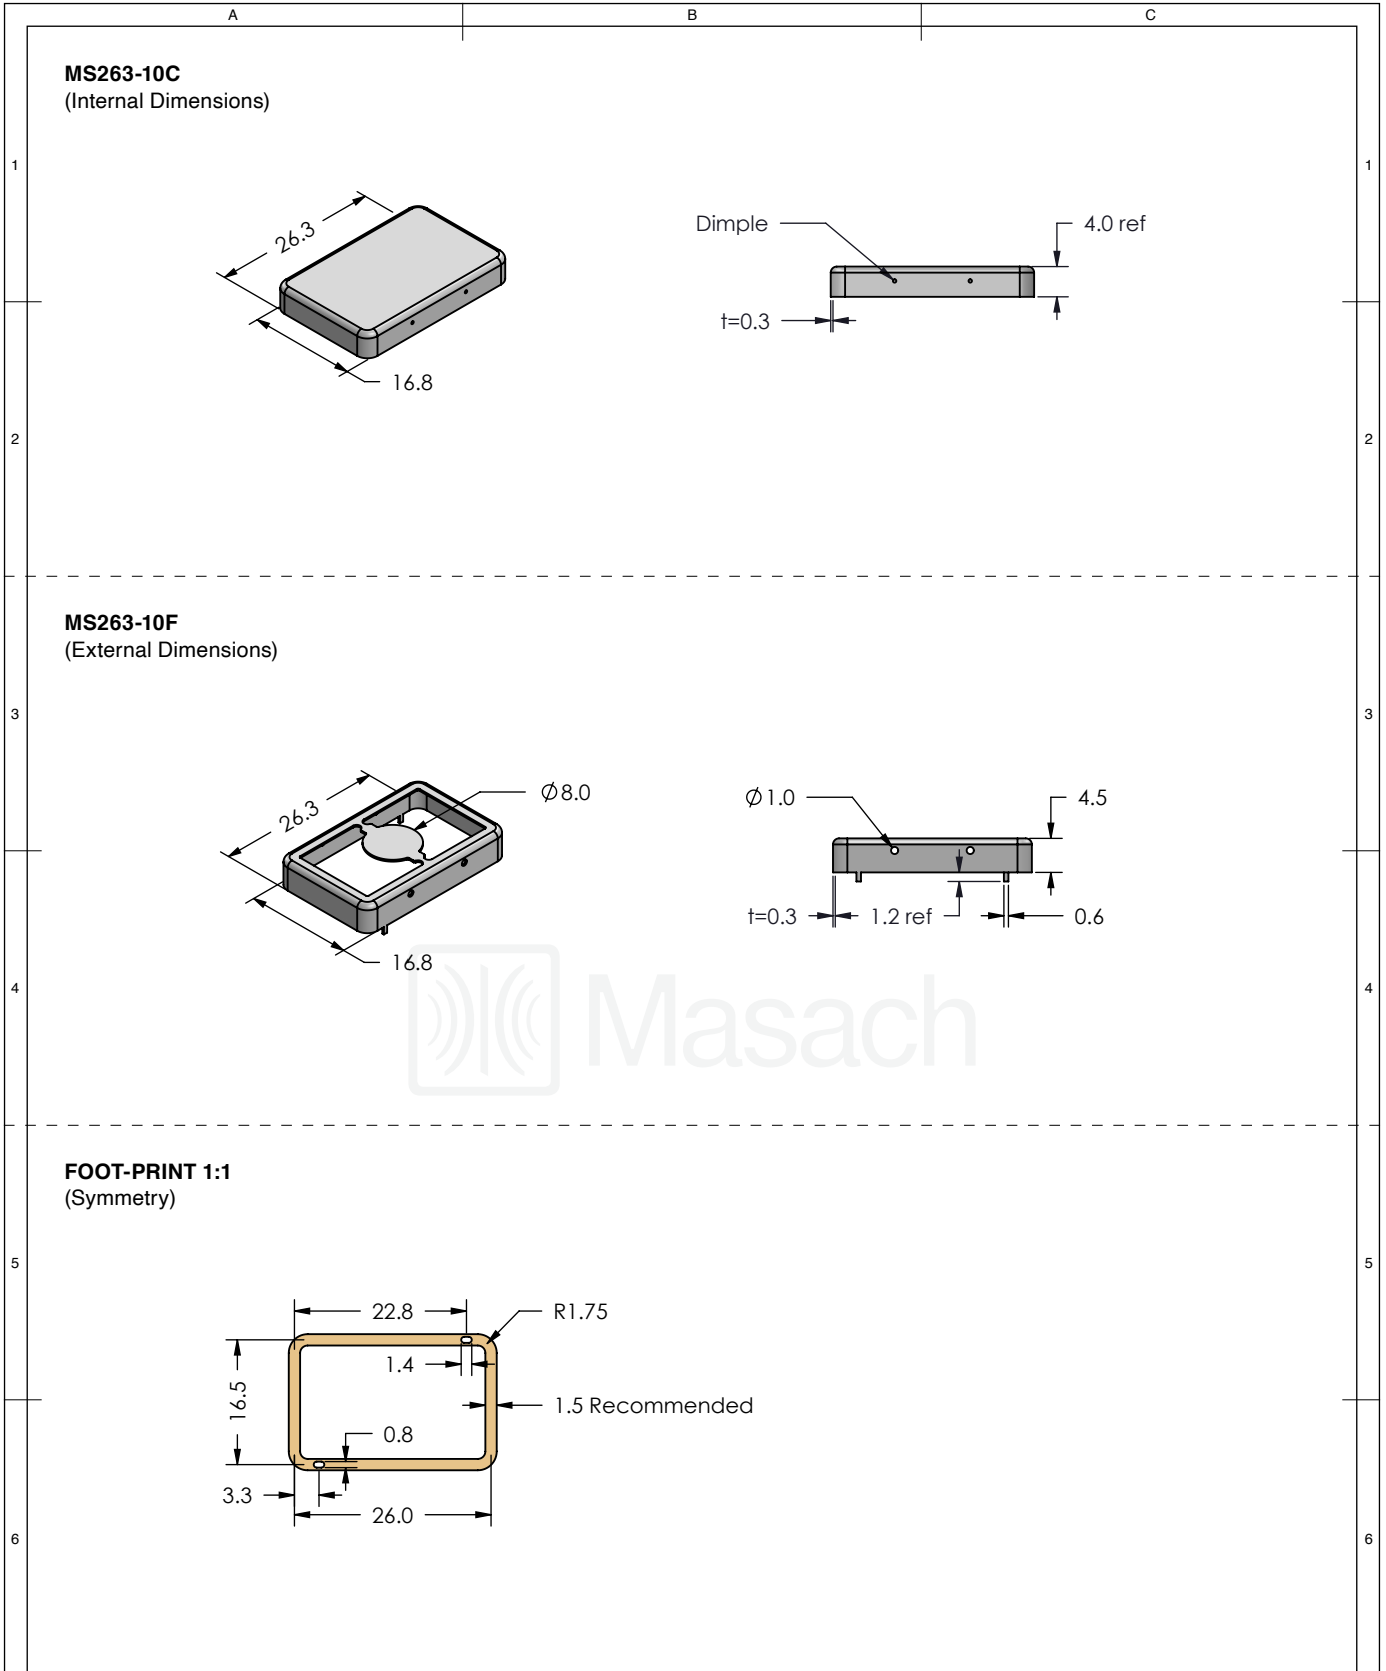 A B C
MS263-10C
(Internal Dimensions)
1 1
26.3
Dimple
4.0 ref
t=0.3
16.8
2 2
MS263-10F
(External Dimensions)
3 3
26.3
Ø8.0
Ø1.0
4.5
t=0.3
1.2 ref
0.6
16.8
4 4
Masach
FOOT-PRINT 1:1
(Symmetry)
5 5
22.8
R1.75
1.4
16.5
1.5 Recommended
0.8
3.3
26.0
6 6